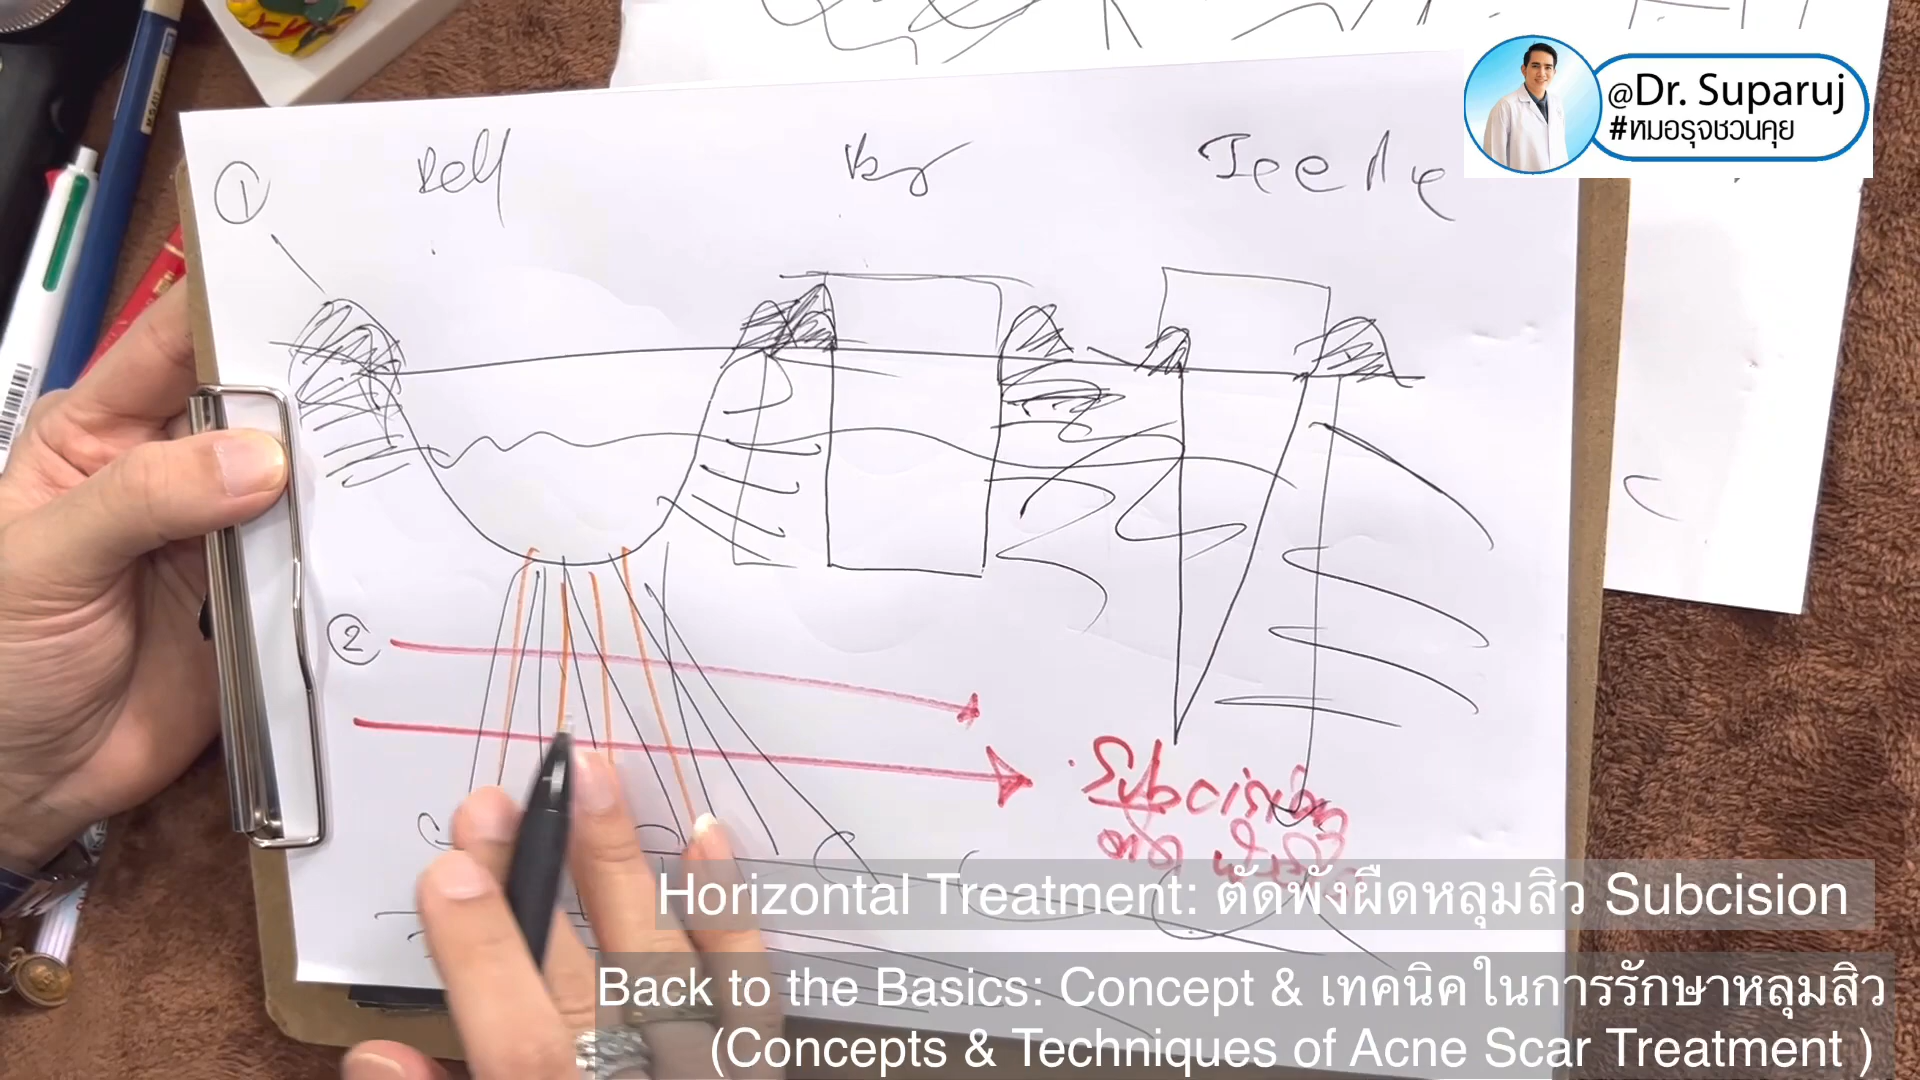 @Dr. Suparuj
#หมอรุจชวนคุย
①
②
Subcision
ตัด
Horizontal Treatment: ตัดพังผืดหลุมสิว Subcision
Back to the Basics: Concept & เทคนิคในการรักษาหลุมสิว
(Concepts & Techniques of Acne Scar Treatment )